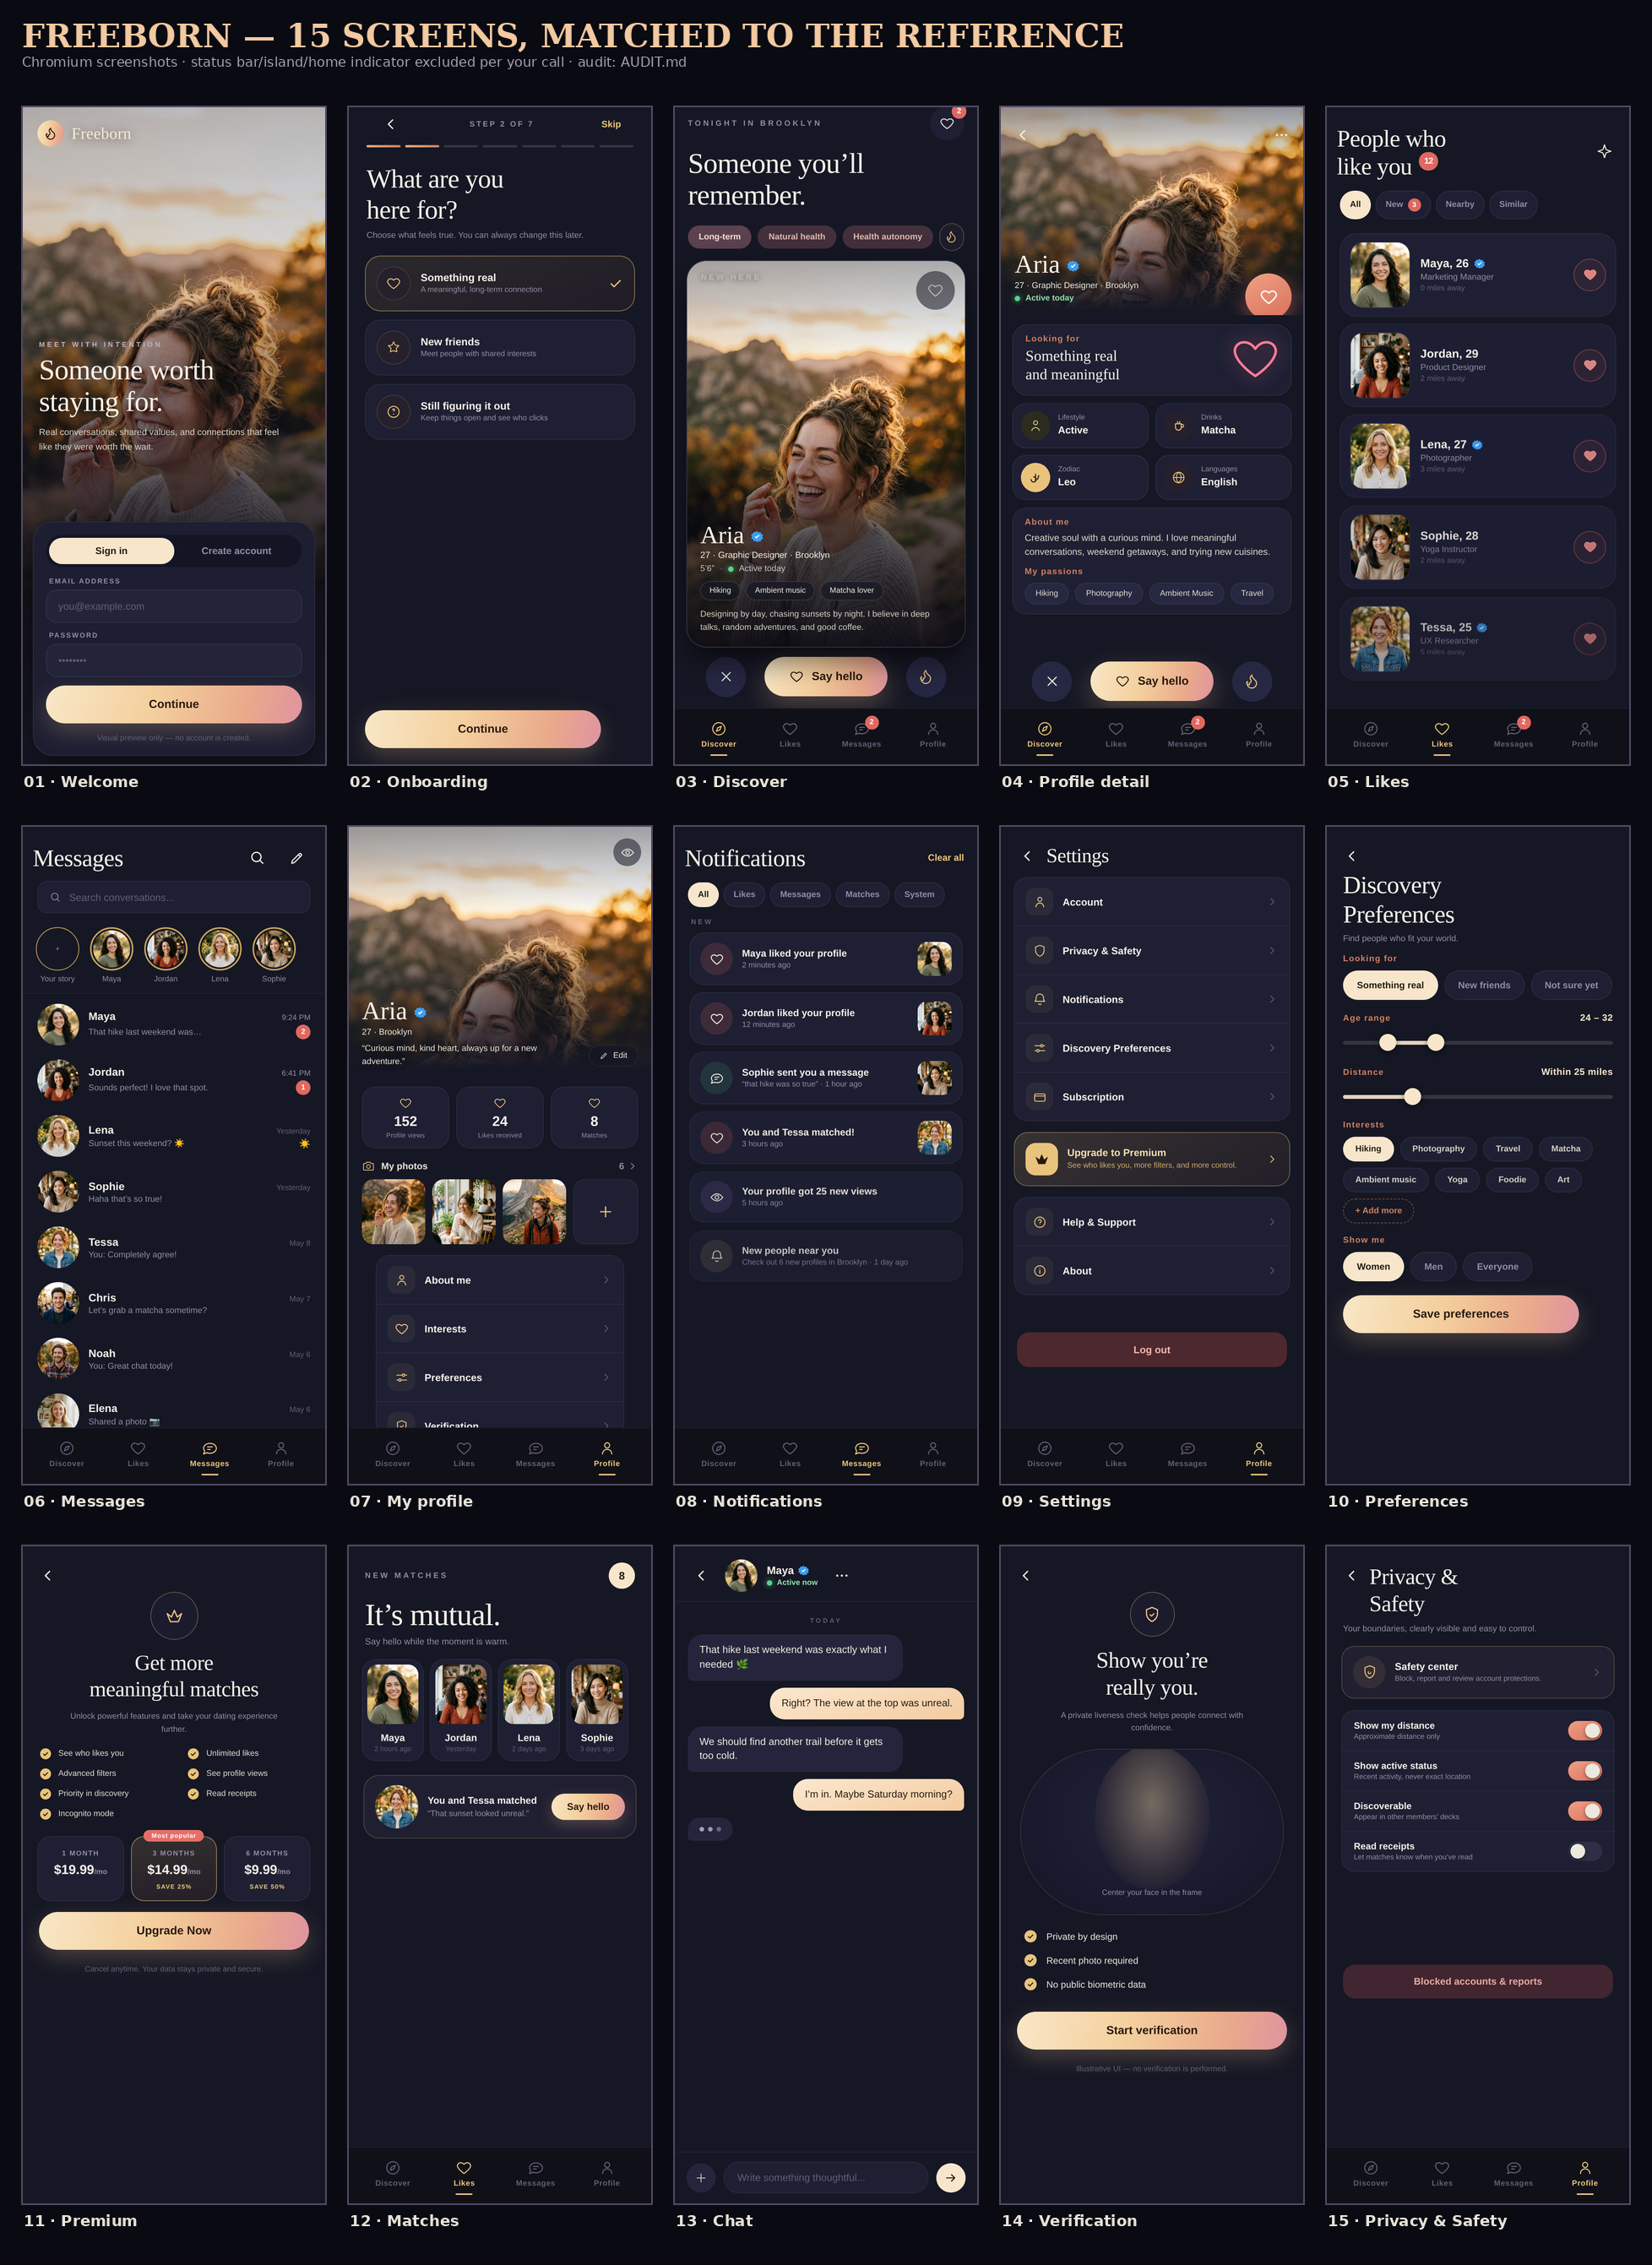 FREEBORN — 15 SCREENS, MATCHED TO THE REFERENCE
Chromium screenshots · status bar/island/home indicator excluded per your call · audit: AUDIT.md
Freeborn
MEET WITH INTENTION
Someone worth
staying for.
Real conversations, shared values, and connections that feel
like they were worth the wait.
Sign in
Create account
EMAIL ADDRESS
you@example.com
PASSWORD
••••••••
Continue
Visual preview only — no account is created.
01 · Welcome
STEP 2 OF 7
Skip
What are you
here for?
Choose what feels true. You can always change this later.
Something real
A meaningful, long-term connection
New friends
Meet people with shared interests
Still figuring it out
Keep things open and see who clicks
Continue
02 · Onboarding
TONIGHT IN BROOKLYN
2
Someone you’ll
remember.
Long-term
Natural health
Health autonomy
NEW HERE
Aria
27 · Graphic Designer · Brooklyn
5'6" · Active today
Hiking
Ambient music
Matcha lover
Designing by day, chasing sunsets by night. I believe in deep
talks, random adventures, and good coffee.
Say hello
Discover
Likes
2
Messages
Profile
03 · Discover
Aria
27 · Graphic Designer · Brooklyn
Active today
Looking for
Something real
and meaningful
Lifestyle
Active
Drinks
Matcha
Zodiac
Leo
Languages
English
About me
Creative soul with a curious mind. I love meaningful
conversations, weekend getaways, and trying new cuisines.
My passions
Hiking
Photography
Ambient Music
Travel
Say hello
Discover
Likes
2
Messages
Profile
04 · Profile detail
People who
like you 12
All
New 3
Nearby
Similar
Maya, 26
Marketing Manager
0 miles away
Jordan, 29
Product Designer
2 miles away
Lena, 27
Photographer
3 miles away
Sophie, 28
Yoga Instructor
2 miles away
Tessa, 25
UX Researcher
5 miles away
Discover
Likes
2
Messages
Profile
05 · Likes
Messages
Search conversations...
+
Your story
Maya
Jordan
Lena
Sophie
Maya
9:24 PM
That hike last weekend was…
2
Jordan
6:41 PM
Sounds perfect! I love that spot.
1
Lena
Yesterday
Sunset this weekend? ☀️
☀️
Sophie
Yesterday
Haha that's so true!
Tessa
May 8
You: Completely agree!
Chris
May 7
Let's grab a matcha sometime?
Noah
May 6
You: Great chat today!
Elena
May 6
Shared a photo 📷
Discover
Likes
Messages
Profile
06 · Messages
Aria
27 · Brooklyn
“Curious mind, kind heart, always up for a new
adventure.”
Edit
152
Profile views
24
Likes received
8
Matches
My photos
6
About me
Interests
Preferences
Verification
Discover
Likes
Messages
Profile
07 · My profile
Notifications
Clear all
All
Likes
Messages
Matches
System
NEW
Maya liked your profile
2 minutes ago
Jordan liked your profile
12 minutes ago
Sophie sent you a message
“that hike was so true” · 1 hour ago
You and Tessa matched!
3 hours ago
Your profile got 25 new views
5 hours ago
New people near you
Check out 6 new profiles in Brooklyn · 1 day ago
Discover
Likes
Messages
Profile
08 · Notifications
Settings
Account
Privacy & Safety
Notifications
Discovery Preferences
Subscription
Upgrade to Premium
See who likes you, more filters, and more control.
Help & Support
About
Log out
Discover
Likes
Messages
Profile
09 · Settings
Discovery
Preferences
Find people who fit your world.
Looking for
Something real
New friends
Not sure yet
Age range
24 – 32
Distance
Within 25 miles
Interests
Hiking
Photography
Travel
Matcha
Ambient music
Yoga
Foodie
Art
+ Add more
Show me
Women
Men
Everyone
Save preferences
10 · Preferences
Get more
meaningful matches
Unlock powerful features and take your dating experience
further.
See who likes you
Unlimited likes
Advanced filters
See profile views
Priority in discovery
Read receipts
Incognito mode
Most popular
1 MONTH
$19.99/mo
3 MONTHS
$14.99/mo
SAVE 25%
6 MONTHS
$9.99/mo
SAVE 50%
Upgrade Now
Cancel anytime. Your data stays private and secure.
11 · Premium
NEW MATCHES
8
It’s mutual.
Say hello while the moment is warm.
Maya
2 hours ago
Jordan
Yesterday
Lena
2 days ago
Sophie
3 days ago
You and Tessa matched
“That sunset looked unreal.”
Say hello
Discover
Likes
Messages
Profile
12 · Matches
Maya
Active now
TODAY
That hike last weekend was exactly what I
needed 🌿
Right? The view at the top was unreal.
We should find another trail before it gets
too cold.
I'm in. Maybe Saturday morning?
Write something thoughtful...
13 · Chat
Show you’re
really you.
A private liveness check helps people connect with
confidence.
Center your face in the frame
Private by design
Recent photo required
No public biometric data
Start verification
Illustrative UI — no verification is performed.
14 · Verification
Privacy &
Safety
Your boundaries, clearly visible and easy to control.
Safety center
Block, report and review account protections.
Show my distance
Approximate distance only
Show active status
Recent activity, never exact location
Discoverable
Appear in other members' decks
Read receipts
Let matches know when you've read
Blocked accounts & reports
Discover
Likes
Messages
Profile
15 · Privacy & Safety